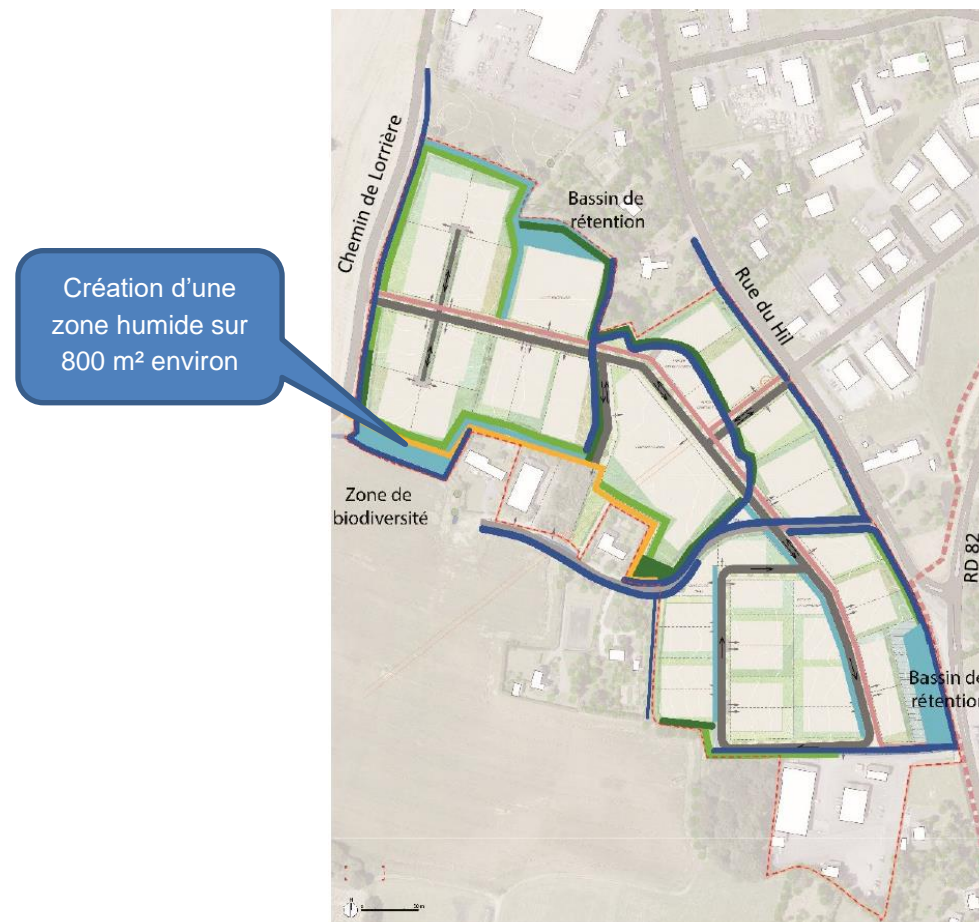 Bassin de
rétention
Chemin de Lorrière
Rue du Hil
Création d’une
zone humide sur
800 m² environ
Zone de
biodiversité
RD 82
Bassin de
rétention